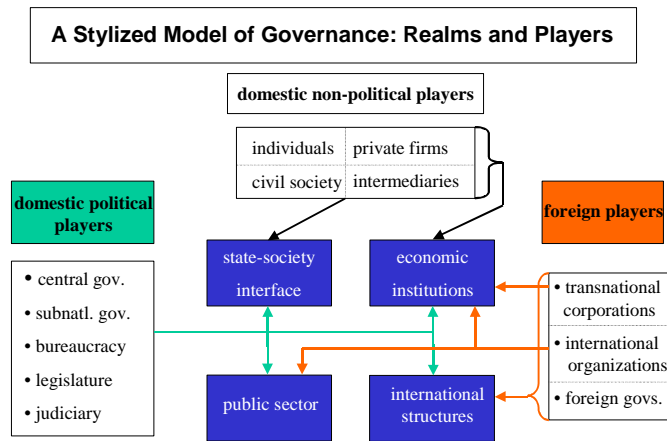 A Stylized Model of Governance: Realms and Players
domestic non-political players
individuals
private firms
civil society
intermediaries
domestic political
players
foreign players
• central gov.
• subnatl. gov.
• bureaucracy
• legislature
• judiciary
state-society
interface
economic
institutions
public sector
international
structures
• transnational
corporations
• international
organizations
• foreign govs.